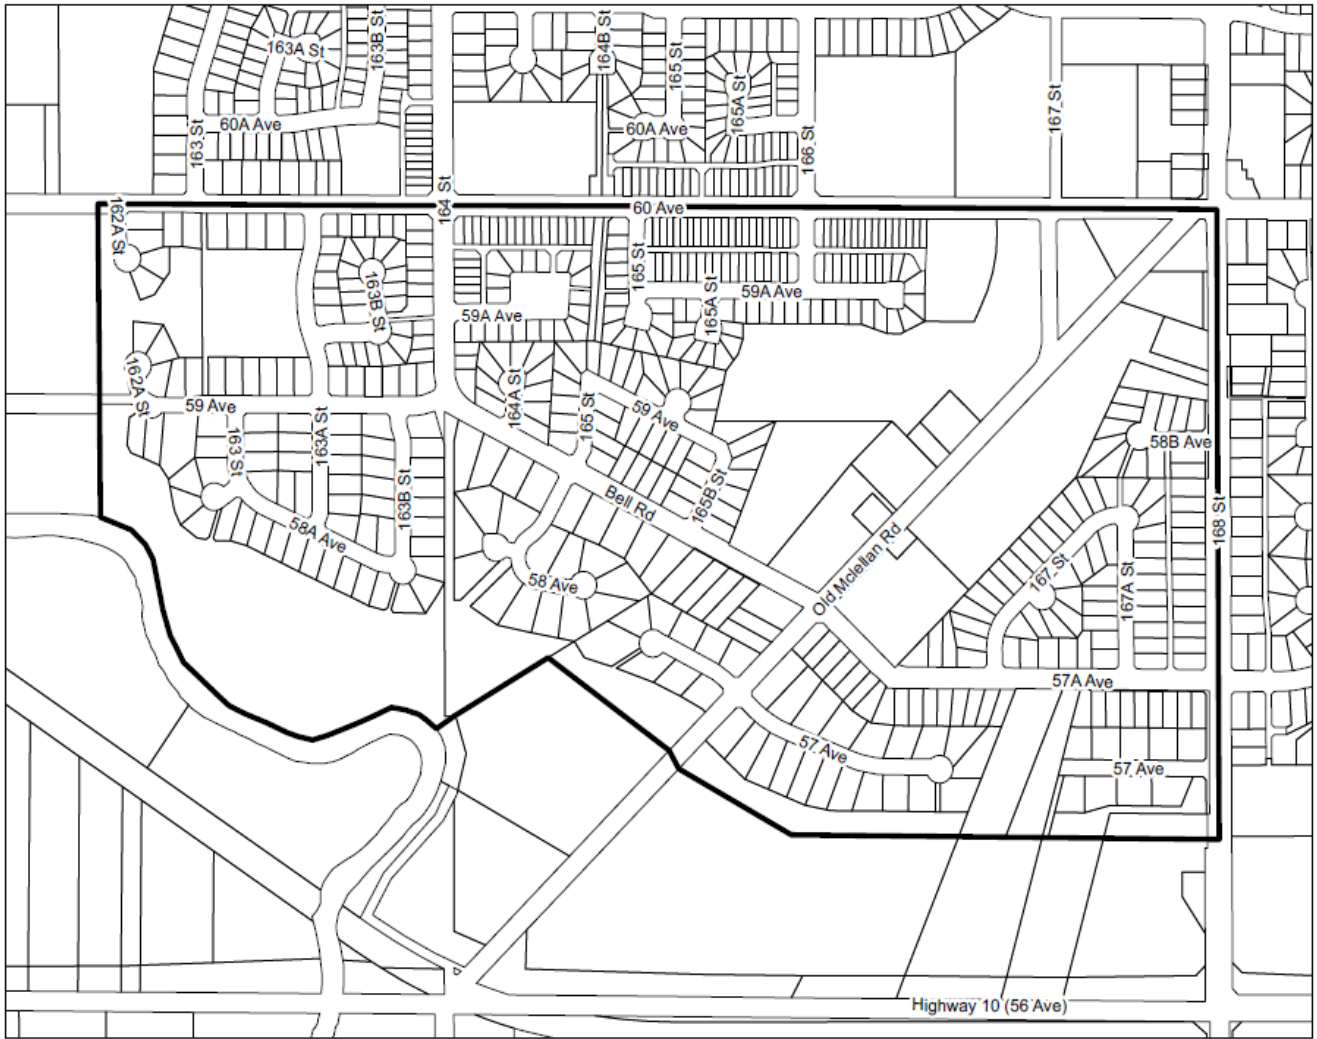 163A St
163B St
164B St
165 St
165A St
167 St
60A Ave
60A Ave
163 St
166 St
164 St
162A St
60 Ave
165 St
163B St
59A Ave
165A St
59A Ave
162A St
164A St
59 Ave
165 St
59 Ave
163 St
163A St
58B Ave
163B St
165B St
Bell Rd
168 St
58A Ave
Old Mclellan Rd
167 St
58 Ave
167A St
57A Ave
57 Ave
57 Ave
Highway 10 (56 Ave)